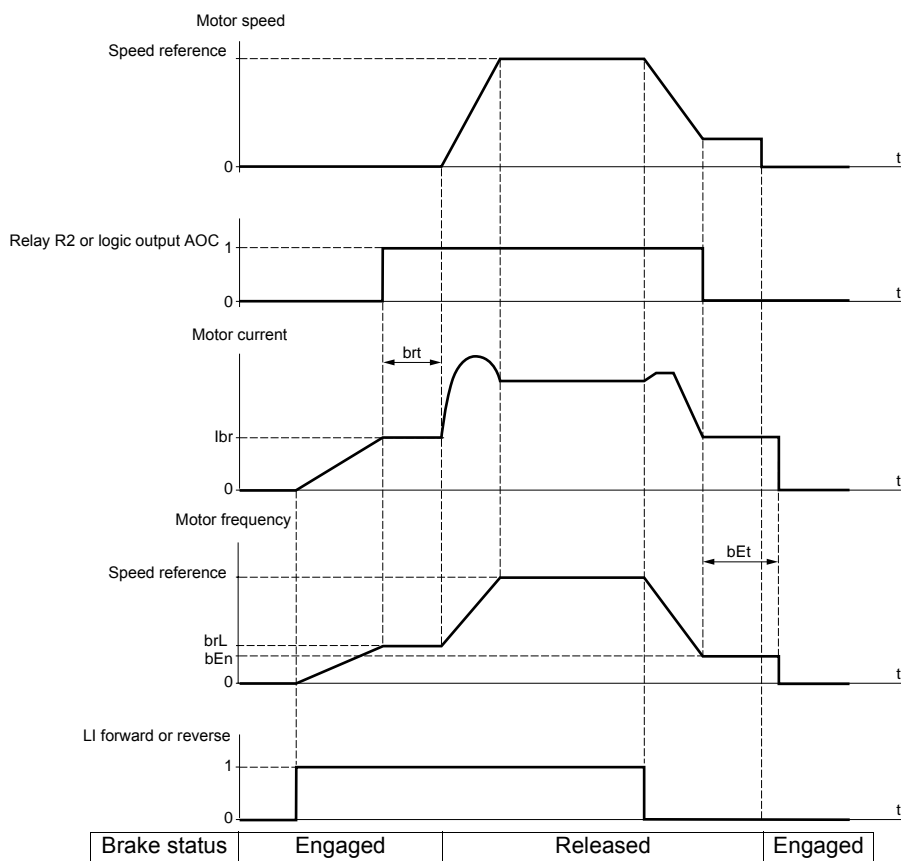 Motor speed
Speed reference
0
t
Relay R2 or logic output AOC
1
0
t
Motor current
brt
Ibr
0
t
Motor frequency
bEt
Speed reference
brL
bEn
0
t
LI forward or reverse
1
0
t
Brake status Engaged Released Engaged